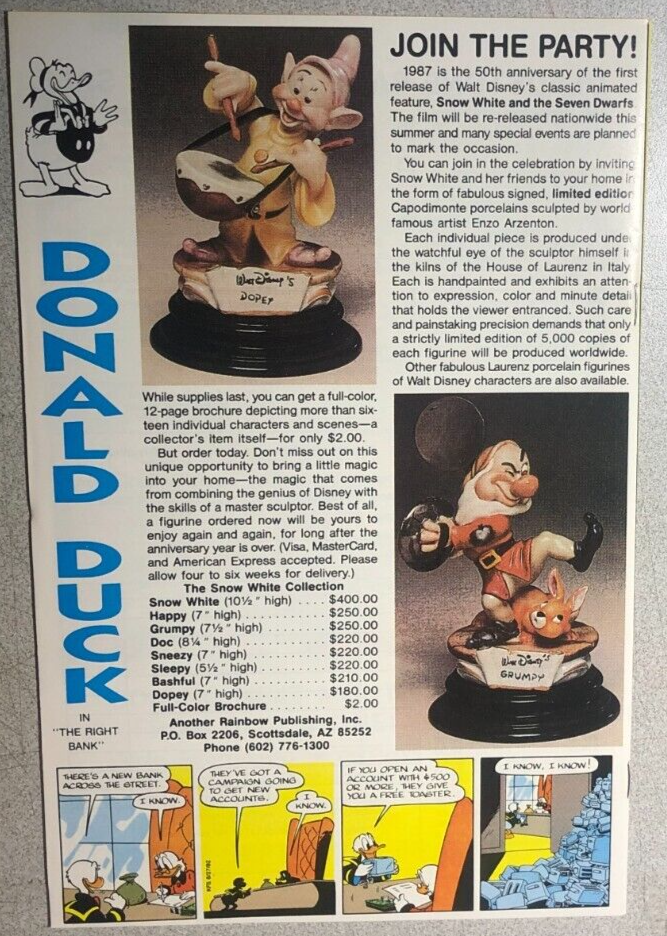 DONALD DUCK
IN
"THE RIGHT
BANK"
Walt Disney's
DOPEY
While supplies last, you can get a full-color,
12-page brochure depicting more than six-
teen individual characters and scenes—a
collector's item itself—for only $2.00.
But order today. Don't miss out on this
unique opportunity to bring a little magic
into your home—the magic that comes
from combining the genius of Disney with
the skills of a master sculptor. Best of all,
a figurine ordered now will be yours to
enjoy again and again, for long after the
anniversary year is over. (Visa, MasterCard,
and American Express accepted. Please
allow four to six weeks for delivery.)
The Snow White Collection
Snow White (10½" high) .... $400.00
Happy (7" high) ........... $250.00
Grumpy (7½" high) ......... $250.00
Doc (8¼" high) ............ $220.00
Sneezy (7" high) .......... $220.00
Sleepy (5½" high) ......... $220.00
Bashful (7" high) ......... $210.00
Dopey (7" high) ........... $180.00
Full-Color Brochure ....... $2.00
Another Rainbow Publishing, Inc.
P.O. Box 2206, Scottsdale, AZ 85252
Phone (602) 776-1300
JOIN THE PARTY!
1987 is the 50th anniversary of the first
release of Walt Disney's classic animated
feature, Snow White and the Seven Dwarfs.
The film will be re-released nationwide this
summer and many special events are planned
to mark the occasion.
You can join in the celebration by inviting
Snow White and her friends to your home in
the form of fabulous signed, limited edition
Capodimonte porcelains sculpted by world
famous artist Enzo Arzenton.
Each individual piece is produced under
the watchful eye of the sculptor himself in
the kilns of the House of Laurenz in Italy.
Each is handpainted and exhibits an atten-
tion to expression, color and minute detail
that holds the viewer entranced. Such care
and painstaking precision demands that only
a strictly limited edition of 5,000 copies of
each figurine will be produced worldwide.
Other fabulous Laurenz porcelain figurines
of Walt Disney characters are also available.
Walt Disney's
GRUMPY
THERE'S A NEW BANK
ACROSS THE STREET.
I KNOW.
THEY'VE GOT A
CAMPAIGN GOING
TO GET NEW
ACCOUNTS.
I
KNOW.
IF YOU OPEN AN
ACCOUNT WITH $500
OR MORE, THEY GIVE
YOU A FREE TOASTER.
I KNOW, I KNOW!